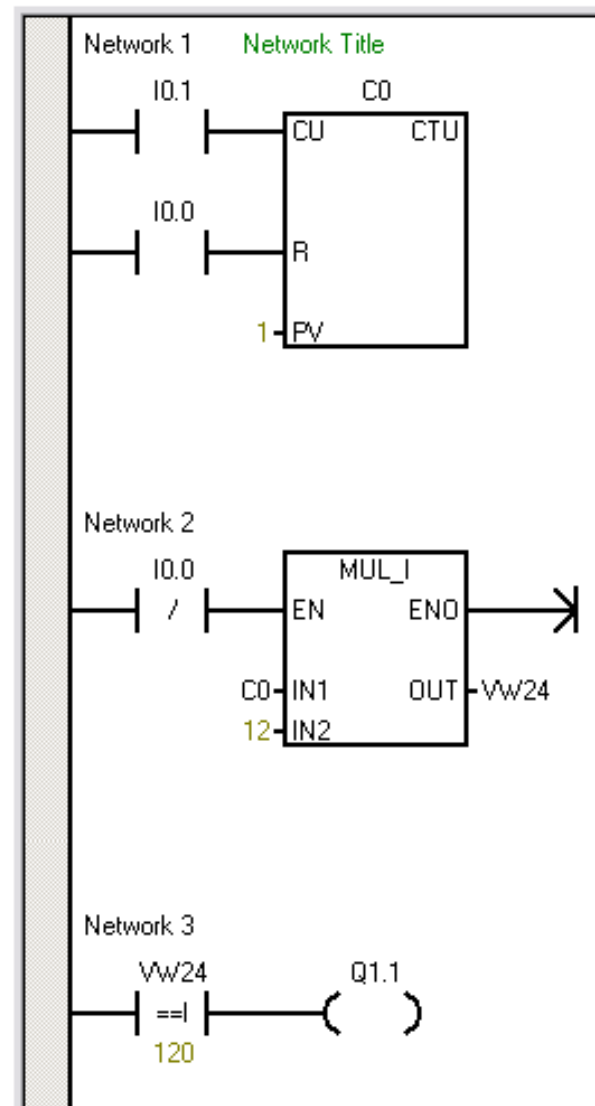 Network 1 Network Title
I0.1 C0
CU CTU
I0.0
R
1 PV
Network 2
I0.0 MUL_I
/ EN ENO
C0 IN1 OUT VW24
12 IN2
Network 3
VW24 Q1.1
==I
120